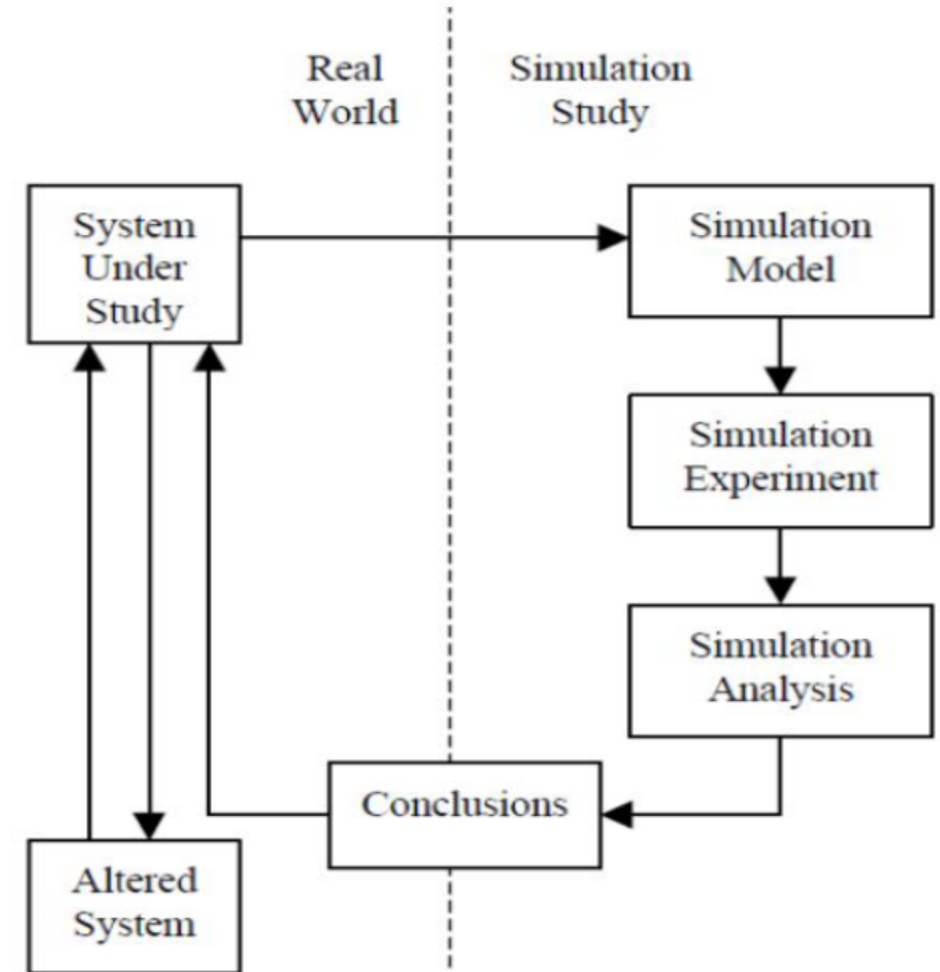 Real
World
Simulation
Study
System
Under
Study
Simulation
Model
Simulation
Experiment
Simulation
Analysis
Conclusions
Altered
System